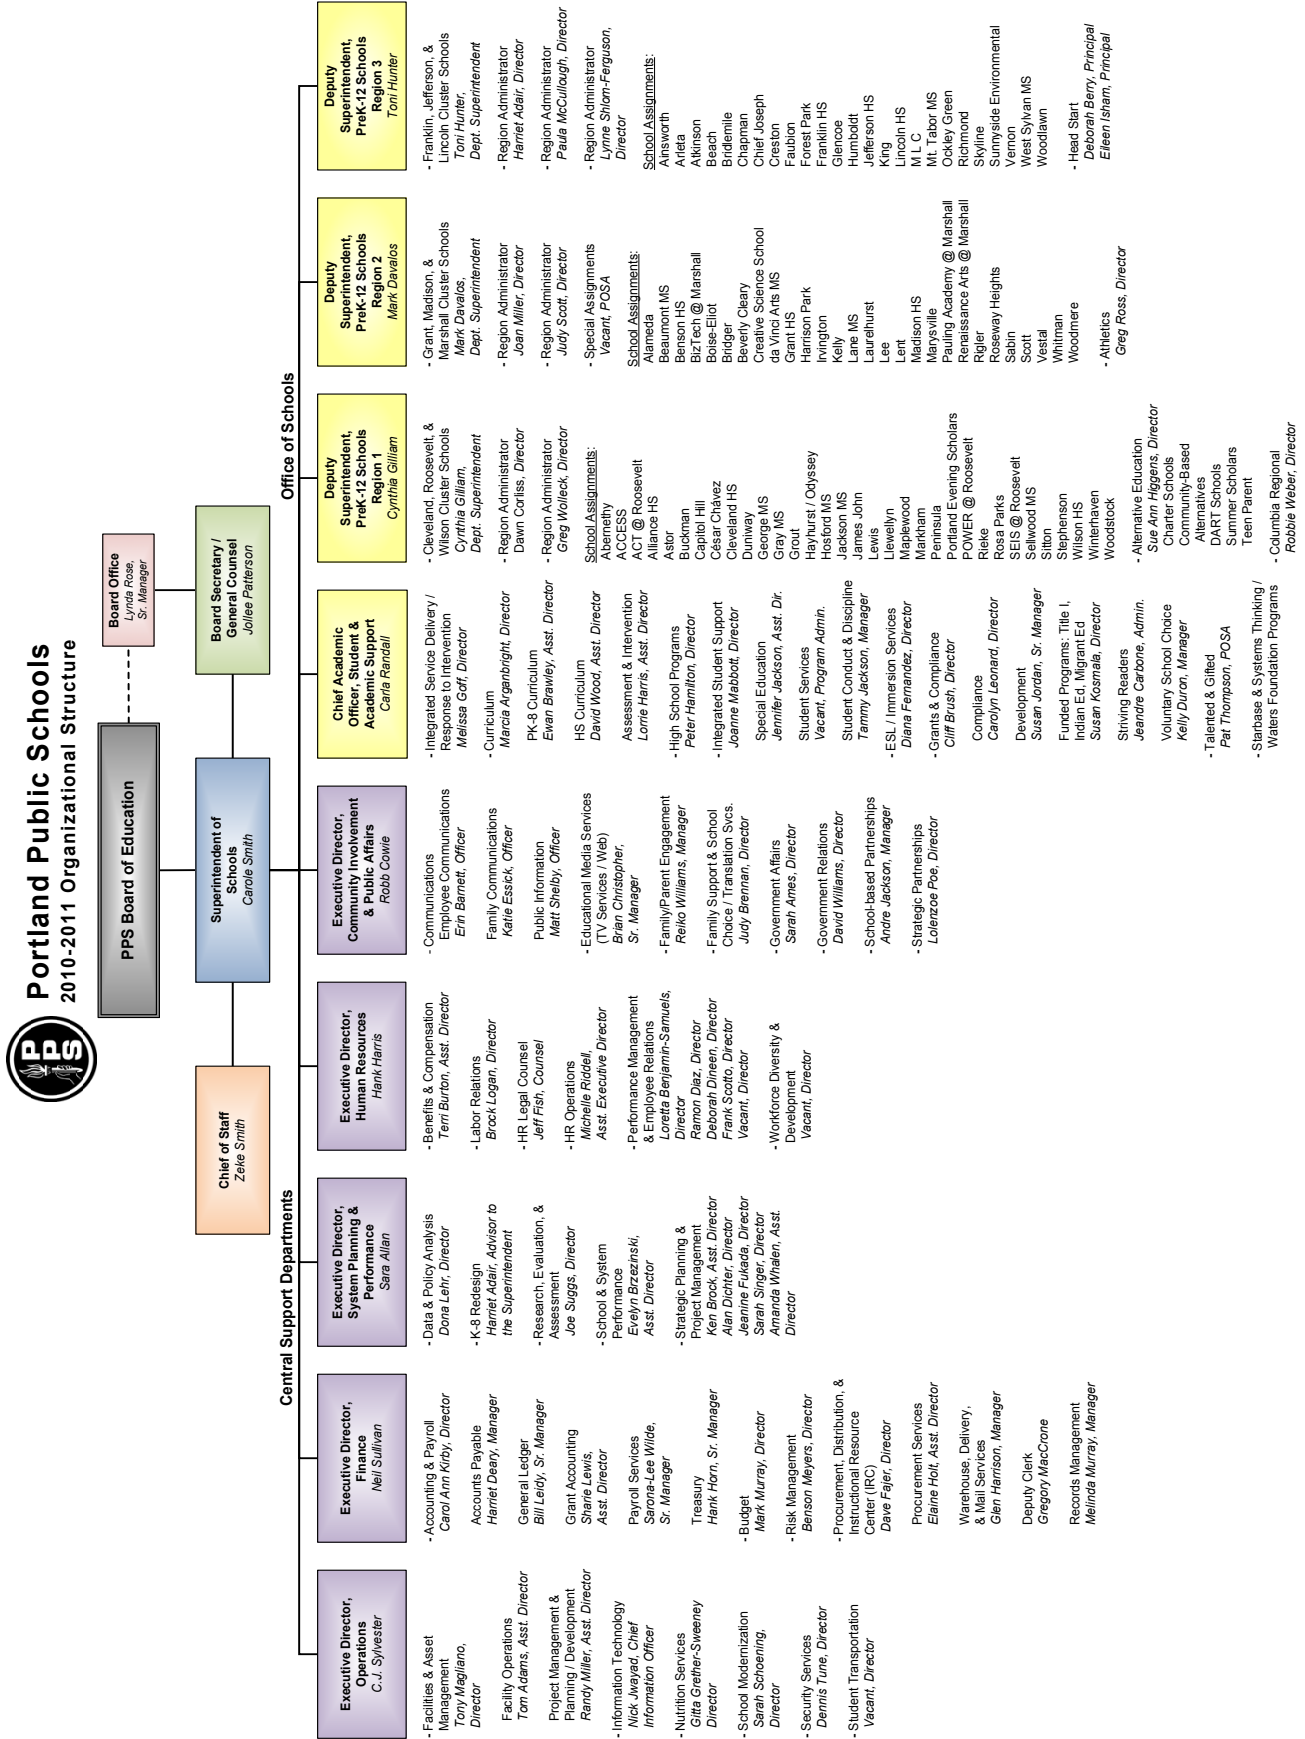 PPS
Portland Public Schools
2010-2011 Organizational Structure
PPS Board of Education
Board Office
Lynda Rose,
Sr. Manager
Chief of Staff
Zeke Smith
Superintendent of
Schools
Carole Smith
Board Secretary /
General Counsel
Jollee Patterson
Central Support Departments
Office of Schools
Executive Director,
Operations
C.J. Sylvester
- Facilities & Asset
Management
Tony Magliano,
Director
Facility Operations
Tom Adams, Asst. Director
Project Management &
Planning / Development
Randy Miller, Asst. Director
- Information Technology
Nick Jwayad, Chief
Information Officer
- Nutrition Services
Gitta Grether-Sweeney
Director
- School Modernization
Sarah Schoening,
Director
- Security Services
Dennis Tune, Director
- Student Transportation
Vacant, Director
Executive Director,
Finance
Neil Sullivan
- Accounting & Payroll
Carol Ann Kirby, Director
Accounts Payable
Harriet Deary, Manager
General Ledger
Bill Leidy, Sr. Manager
Grant Accounting
Sharie Lewis,
Asst. Director
Payroll Services
Sarona-Lee Wilde,
Sr. Manager
Treasury
Hank Horn, Sr. Manager
- Budget
Mark Murray, Director
- Risk Management
Benson Meyers, Director
- Procurement, Distribution, &
Instructional Resource
Center (IRC)
Dave Fajer, Director
Procurement Services
Elaine Holt, Asst. Director
Warehouse, Delivery,
& Mail Services
Glen Harrison, Manager
Deputy Clerk
Gregory MacCrone
Records Management
Melinda Murray, Manager
Executive Director,
System Planning &
Performance
Sara Allan
- Data & Policy Analysis
Dona Lehr, Director
- K-8 Redesign
Harriet Adair, Advisor to
the Superintendent
- Research, Evaluation, &
Assessment
Joe Suggs, Director
- School & System
Performance
Evelyn Brzezinski,
Asst. Director
- Strategic Planning &
Project Management
Ken Brock, Asst. Director
Alan Dichter, Director
Jeanine Fukada, Director
Sarah Singer, Director
Amanda Whalen, Asst.
Director
Executive Director,
Human Resources
Hank Harris
- Benefits & Compensation
Terri Burton, Asst. Director
- Labor Relations
Brock Logan, Director
- HR Legal Counsel
Jeff Fish, Counsel
- HR Operations
Michelle Riddell,
Asst. Executive Director
- Performance Management
& Employee Relations
Loretta Benjamin-Samuels,
Director
Ramon Diaz, Director
Deborah Dineen, Director
Frank Scotto, Director
Vacant, Director
- Workforce Diversity &
Development
Vacant, Director
Executive Director,
Community Involvement
& Public Affairs
Robb Cowie
- Communications
Employee Communications
Erin Barnett, Officer
Family Communications
Katie Essick, Officer
Public Information
Matt Shelby, Officer
- Educational Media Services
(TV Services / Web)
Brian Christopher,
Sr. Manager
- Family/Parent Engagement
Reiko Williams, Manager
- Family Support & School
Choice / Translation Svcs.
Judy Brennan, Director
- Government Affairs
Sarah Ames, Director
- Government Relations
David Williams, Director
- School-based Partnerships
Andre Jackson, Manager
- Strategic Partnerships
Lolenzoe Poe, Director
Chief Academic
Officer, Student &
Academic Support
Carla Randall
- Integrated Service Delivery /
Response to Intervention
Melissa Goff, Director
- Curriculum
Marcia Arganbright, Director
PK-8 Curriculum
Ewan Brawley, Asst. Director
HS Curriculum
David Wood, Asst. Director
Assessment & Intervention
Lorrie Harris, Asst. Director
- High School Programs
Peter Hamilton, Director
- Integrated Student Support
Joanne Mabbott, Director
Special Education
Jennifer Jackson, Asst. Dir.
Student Services
Vacant, Program Admin.
Student Conduct & Discipline
Tammy Jackson, Manager
- ESL / Immersion Services
Diana Fernandez, Director
- Grants & Compliance
Cliff Brush, Director
Compliance
Carolyn Leonard, Director
Development
Susan Jordan, Sr. Manager
Funded Programs: Title I,
Indian Ed, Migrant Ed
Susan Kosmala, Director
Striving Readers
Jeandre Carbone, Admin.
Voluntary School Choice
Kelly Duron, Manager
- Talented & Gifted
Pat Thompson, POSA
- Starbase & Systems Thinking /
Waters Foundation Programs
Deputy
Superintendent,
PreK-12 Schools
Region 1
Cynthia Gilliam
- Cleveland, Roosevelt, &
Wilson Cluster Schools
Cynthia Gilliam,
Dept. Superintendent
- Region Administrator
Dawn Corliss, Director
- Region Administrator
Greg Wolleck, Director
School Assignments:
Abernethy
ACCESS
ACT @ Roosevelt
Alliance HS
Astor
Buckman
Capitol Hill
César Chávez
Cleveland HS
Duniway
George MS
Gray MS
Grout
Hayhurst / Odyssey
Hosford MS
Jackson MS
James John
Lewis
Llewellyn
Maplewood
Markham
Peninsula
Portland Evening Scholars
POWER @ Roosevelt
Rieke
Rosa Parks
SEIS @ Roosevelt
Sellwood MS
Sitton
Stephenson
Wilson HS
Winterhaven
Woodstock
- Alternative Education
Sue Ann Higgens, Director
Charter Schools
Community-Based
Alternatives
DART Schools
Summer Scholars
Teen Parent
- Columbia Regional
Robbie Weber, Director
Deputy
Superintendent,
PreK-12 Schools
Region 2
Mark Davalos
- Grant, Madison, &
Marshall Cluster Schools
Mark Davalos,
Dept. Superintendent
- Region Administrator
Joan Miller, Director
- Region Administrator
Judy Scott, Director
- Special Assignments
Vacant, POSA
School Assignments:
Alameda
Beaumont MS
Benson HS
BizTech @ Marshall
Boise-Eliot
Bridger
Beverly Cleary
Creative Science School
da Vinci Arts MS
Grant HS
Harrison Park
Irvington
Kelly
Lane MS
Laurelhurst
Lee
Lent
Madison HS
Marysville
Pauling Academy @ Marshall
Renaissance Arts @ Marshall
Rigler
Roseway Heights
Sabin
Scott
Vestal
Whitman
Woodmere
- Athletics
Greg Ross, Director
Deputy
Superintendent,
PreK-12 Schools
Region 3
Toni Hunter
- Franklin, Jefferson, &
Lincoln Cluster Schools
Toni Hunter,
Dept. Superintendent
- Region Administrator
Harriet Adair, Director
- Region Administrator
Paula McCullough, Director
- Region Administrator
Lynne Shlom-Ferguson,
Director
School Assignments:
Ainsworth
Arleta
Atkinson
Beach
Bridlemile
Chapman
Chief Joseph
Creston
Faubion
Forest Park
Franklin HS
Glencoe
Humboldt
Jefferson HS
King
Lent
Lincoln HS
M L C
Mt. Tabor MS
Ockley Green
Richmond
Skyline
Sunnyside Environmental
Vernon
West Sylvan MS
Woodlawn
- Head Start
Deborah Berry, Principal
Eileen Isham, Principal